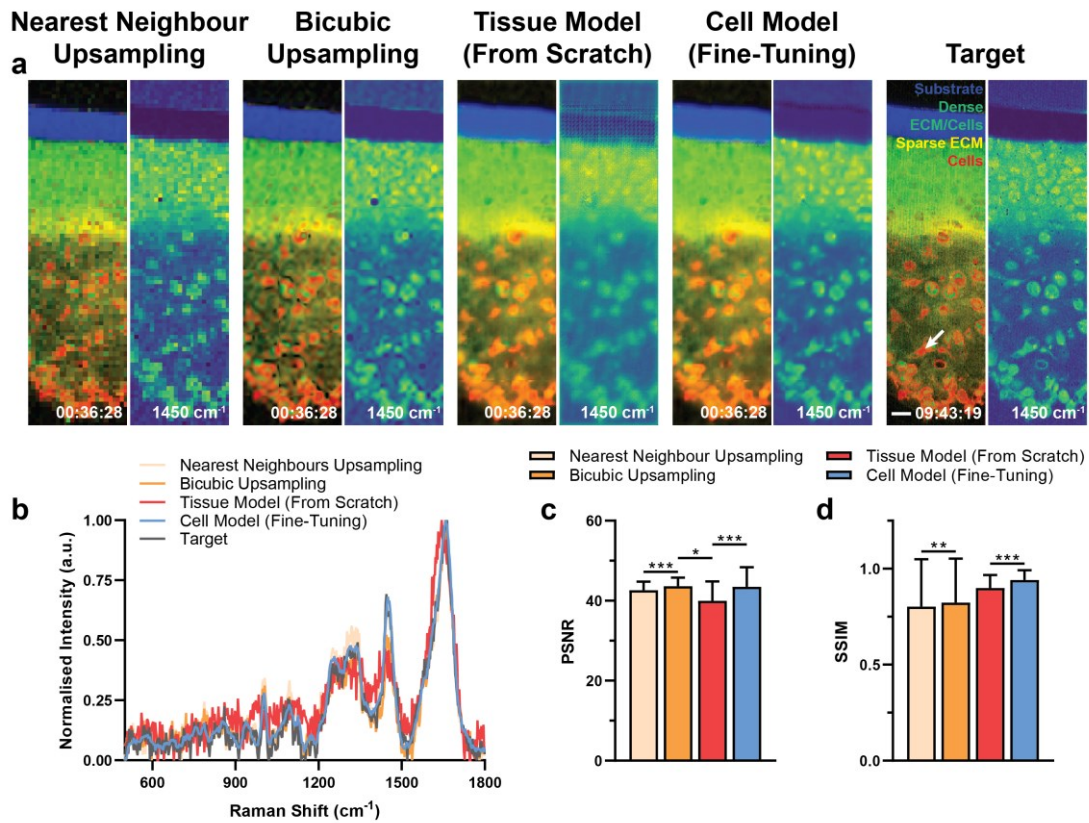 Nearest Neighbour
Upsampling
Bicubic
Upsampling
Tissue Model
(From Scratch)
Cell Model
(Fine-Tuning)
Target
a
Substrate
Dense
ECM/Cells
Sparse ECM
Cells
00:36:28
1450 cm⁻¹
00:36:28
1450 cm⁻¹
00:36:28
1450 cm⁻¹
00:36:28
1450 cm⁻¹
09:43:19
1450 cm⁻¹
b
Nearest Neighbours Upsampling
Bicubic Upsampling
Tissue Model (From Scratch)
Cell Model (Fine-Tuning)
Target
Normalised Intensity (a.u.)
1.00
0.75
0.50
0.25
0.00
600
900
1200
1500
1800
Raman Shift (cm⁻¹)
Nearest Neighbour Upsampling
Bicubic Upsampling
Tissue Model (From Scratch)
Cell Model (Fine-Tuning)
c
PSNR
60
40
20
0
***
*
***
d
SSIM
1.0
0.5
0.0
**
***